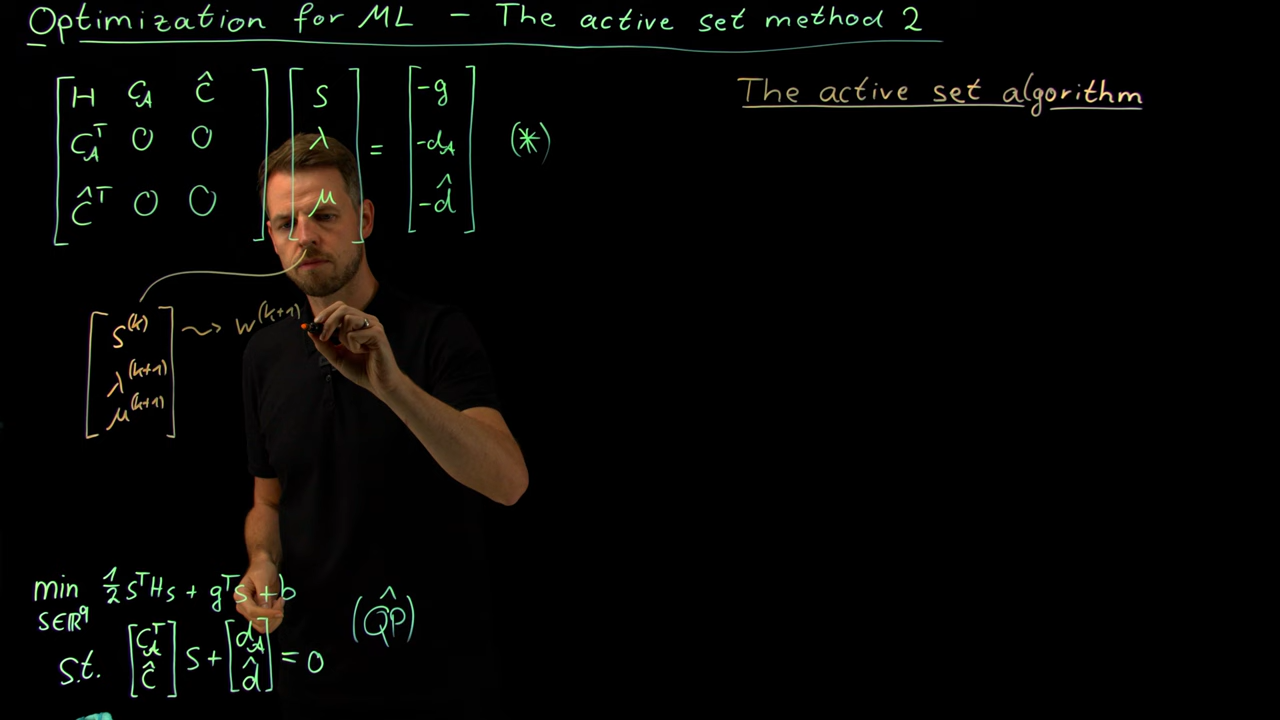 Optimization for ML – The active set method 2
[ H C_A Ĉ ; C_A^T 0 0 ; Ĉ^T 0 0 ] [ s ; λ ; μ ] = [ -g ; -d_A ; -d̂ ] (*)
[ s^(k) ; λ^(k+1) ; μ^(k+1) ] ⇝ w^(k+1)
min s∈ℝ^q ½ s^T H s + g^T s + b
s.t. [ C_A^T ; Ĉ ] s + [ d_A ; d̂ ] = 0 (Q̂P)
The active set algorithm